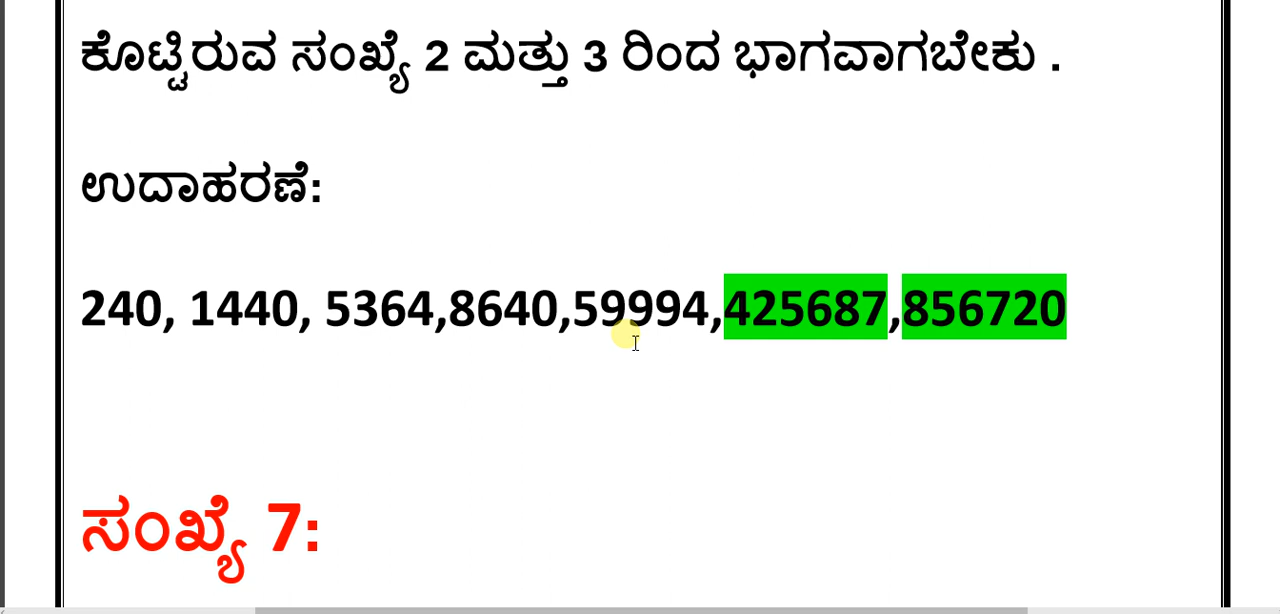 ಕೊಟ್ಟಿರುವ ಸಂಖ್ಯೆ 2 ಮತ್ತು 3 ರಿಂದ ಭಾಗವಾಗಬೇಕು .
ಉದಾಹರಣೆ:
240, 1440, 5364,8640,59994,425687,856720
ಸಂಖ್ಯೆ 7: